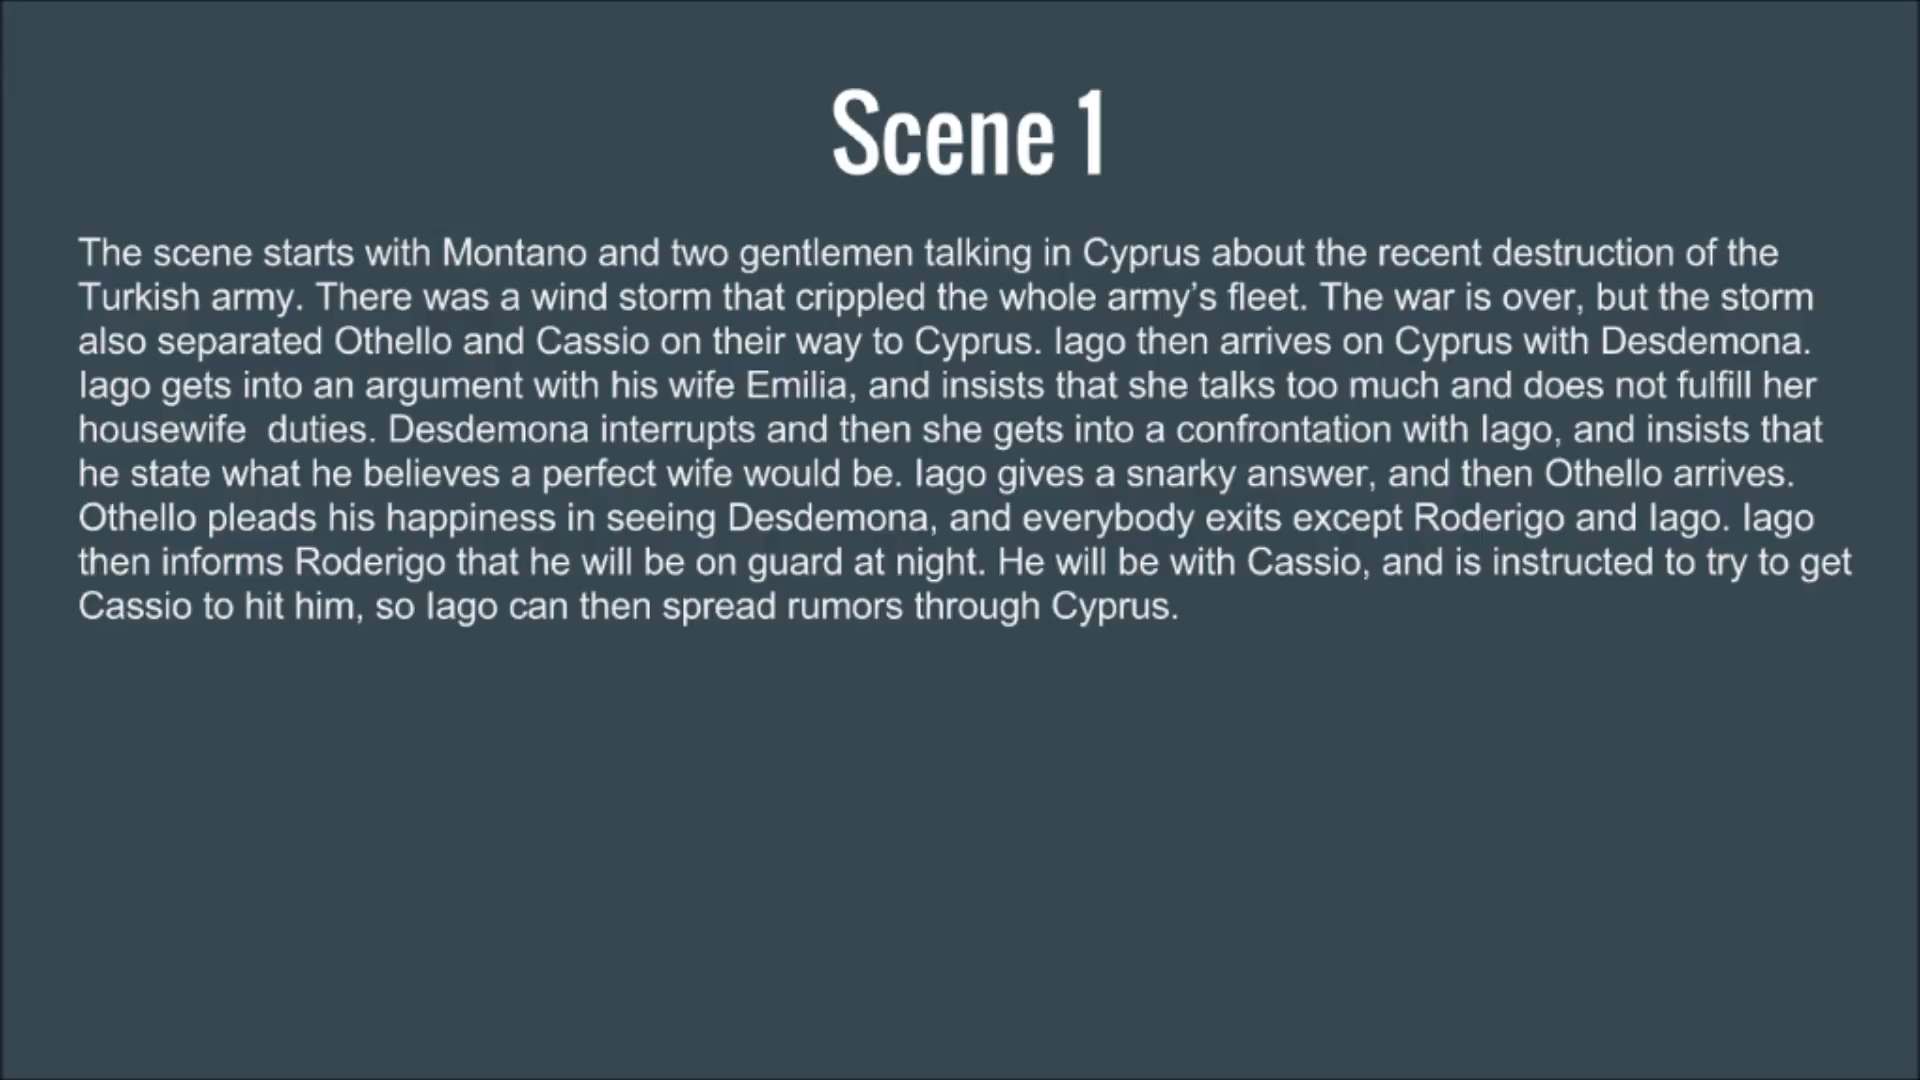 Scene 1
The scene starts with Montano and two gentlemen talking in Cyprus about the recent destruction of the
Turkish army. There was a wind storm that crippled the whole army’s fleet. The war is over, but the storm
also separated Othello and Cassio on their way to Cyprus. Iago then arrives on Cyprus with Desdemona.
Iago gets into an argument with his wife Emilia, and insists that she talks too much and does not fulfill her
housewife  duties. Desdemona interrupts and then she gets into a confrontation with Iago, and insists that
he state what he believes a perfect wife would be. Iago gives a snarky answer, and then Othello arrives.
Othello pleads his happiness in seeing Desdemona, and everybody exits except Roderigo and Iago. Iago
then informs Roderigo that he will be on guard at night. He will be with Cassio, and is instructed to try to get
Cassio to hit him, so Iago can then spread rumors through Cyprus.